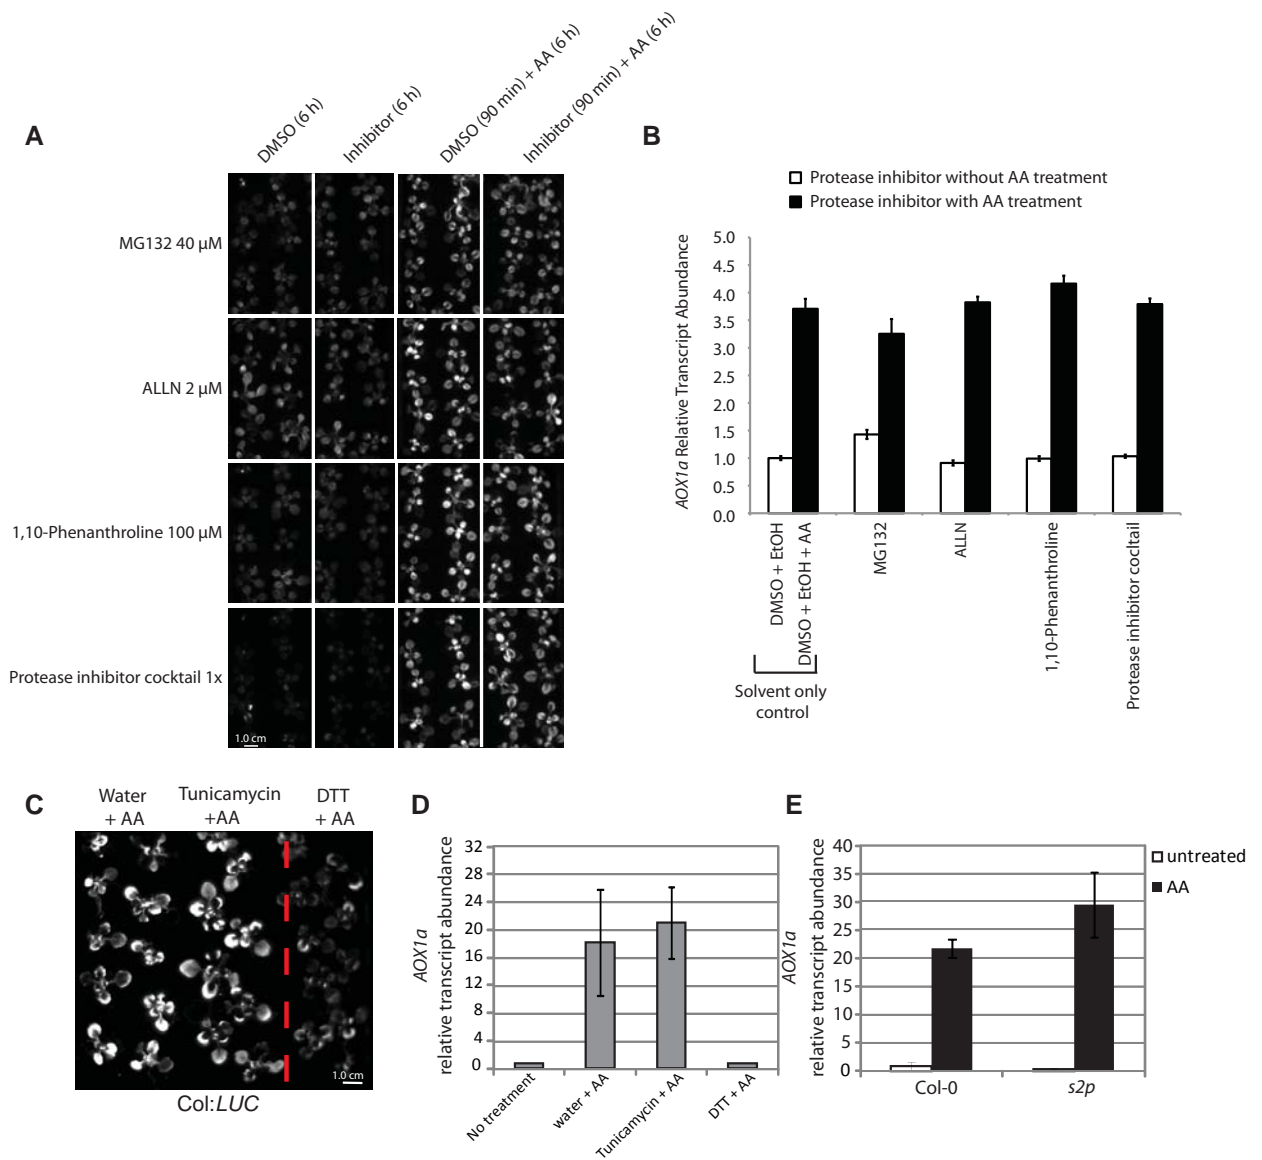 A
DMSO (6 h)
Inhibitor (6 h)
DMSO (90 min) + AA (6 h)
Inhibitor (90 min) + AA (6 h)
MG132 40 µM
ALLN 2 µM
1,10-Phenanthroline 100 µM
Protease inhibitor cocktail 1x
1.0 cm
B
Protease inhibitor without AA treatment
Protease inhibitor with AA treatment
AOX1a Relative Transcript Abundance
5.0
4.5
4.0
3.5
3.0
2.5
2.0
1.5
1.0
0.5
0.0
DMSO + EtOH
DMSO + EtOH + AA
MG132
ALLN
1,10-Phenanthroline
Protease inhibitor cocltail
Solvent only
control
C
Water
+ AA
Tunicamycin
+AA
DTT
+ AA
1.0 cm
Col:LUC
D
AOX1a
relative transcript abundance
32
28
24
20
16
12
8
4
0
No treatment
water + AA
Tunicamycin + AA
DTT + AA
E
AOX1a
relative transcript abundance
40
35
30
25
20
15
10
5
0
Col-0
s2p
untreated
AA